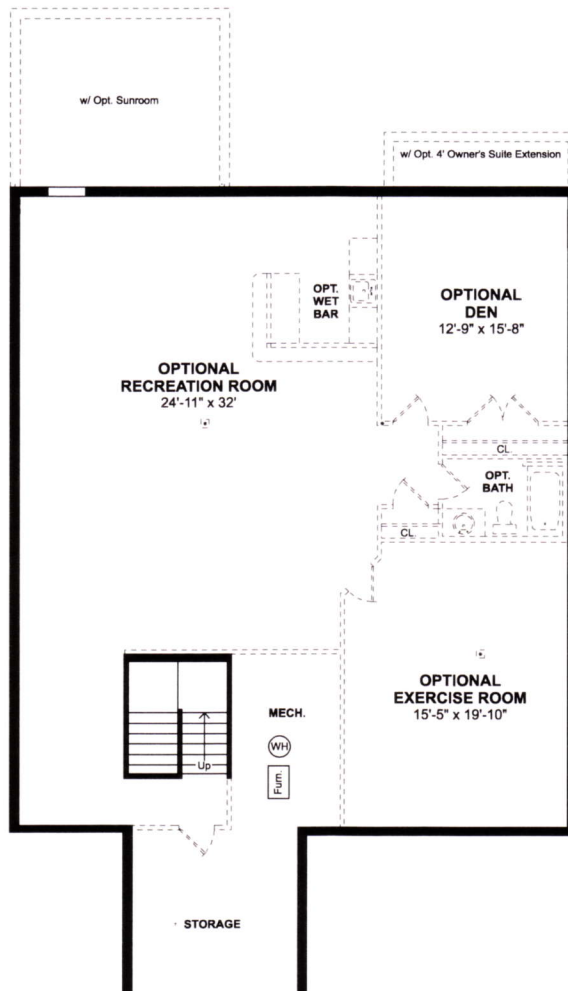 w/ Opt. Sunroom
w/ Opt. 4' Owner's Suite Extension
OPT.
WET
BAR
OPTIONAL
DEN
12'-9" x 15'-8"
OPTIONAL
RECREATION ROOM
24'-11" x 32'
CL.
OPT.
BATH
CL.
OPTIONAL
EXERCISE ROOM
15'-5" x 19'-10"
MECH.
WH
Up
Furn.
STORAGE